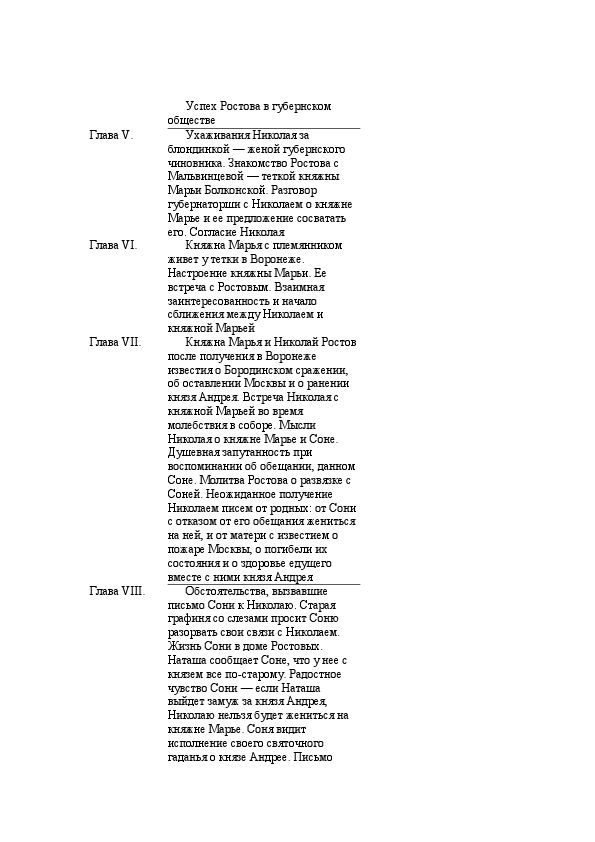 Успех Ростова в губернском
обществе
Глава V. Ухаживания Николая за
блондинкой — женой губернского
чиновника. Знакомство Ростова с
Мальвинцевой — теткой княжны
Марьи Болконской. Разговор
губернаторши с Николаем о княжне
Марье и ее предложение сосватать
его. Согласие Николая
Глава VI. Княжна Марья с племянником
живет у тетки в Воронеже.
Настроение княжны Марьи. Ее
встреча с Ростовым. Взаимная
заинтересованность и начало
сближения между Николаем и
княжной Марьей
Глава VII. Княжна Марья и Николай Ростов
после получения в Воронеже
известия о Бородинском сражении,
об оставлении Москвы и о ранении
князя Андрея. Встреча Николая с
княжной Марьей во время
молебствия в соборе. Мысли
Николая о княжне Марье и Соне.
Душевная запутанность при
воспоминании об обещании, данном
Соне. Молитва Ростова о развязке с
Соней. Неожиданное получение
Николаем писем от родных: от Сони
с отказом от его обещания жениться
на ней, и от матери с известием о
пожаре Москвы, о погибели их
состояния и о здоровье едущего
вместе с ними князя Андрея
Глава VIII. Обстоятельства, вызвавшие
письмо Сони к Николаю. Старая
графиня со слезами просит Соню
разорвать свои связи с Николаем.
Жизнь Сони в доме Ростовых.
Наташа сообщает Соне, что у нее с
князем все по-старому. Радостное
чувство Сони — если Наташа
выйдет замуж за князя Андрея,
Николаю нельзя будет жениться на
княжне Марье. Соня видит
исполнение своего святочного
гаданья о князе Андрее. Письмо